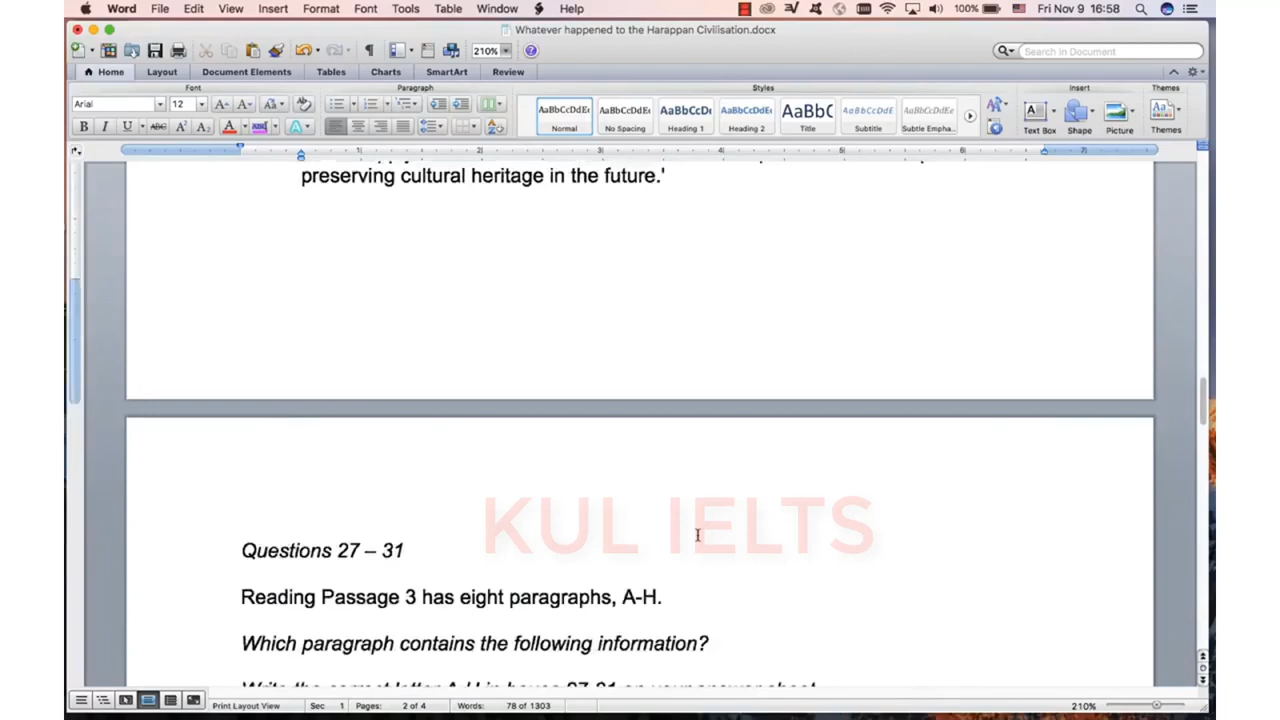 Word File Edit View Insert Format Font Tools Table Window Help 100% Fri Nov 9 16:58
Whatever happened to the Harappan Civilisation.docx
210% Search in Document
Home Layout Document Elements Tables Charts SmartArt Review
Font Paragraph Styles Insert Themes
Arial 12
AaBbCcDdEe AaBbCcDdEe AaBbCcDc AaBbCcDdEe AaBbC AaBbCcDdEe AaBbCcDdEe Aa
Normal No Spacing Heading 1 Heading 2 Title Subtitle Subtle Empha... Text Box Shape Picture Themes
preserving cultural heritage in the future.'
KUL IELTS
Questions 27 – 31
Reading Passage 3 has eight paragraphs, A-H.
Which paragraph contains the following information?
Print Layout View Sec 1 Pages: 2 of 4 Words: 78 of 1303 210%